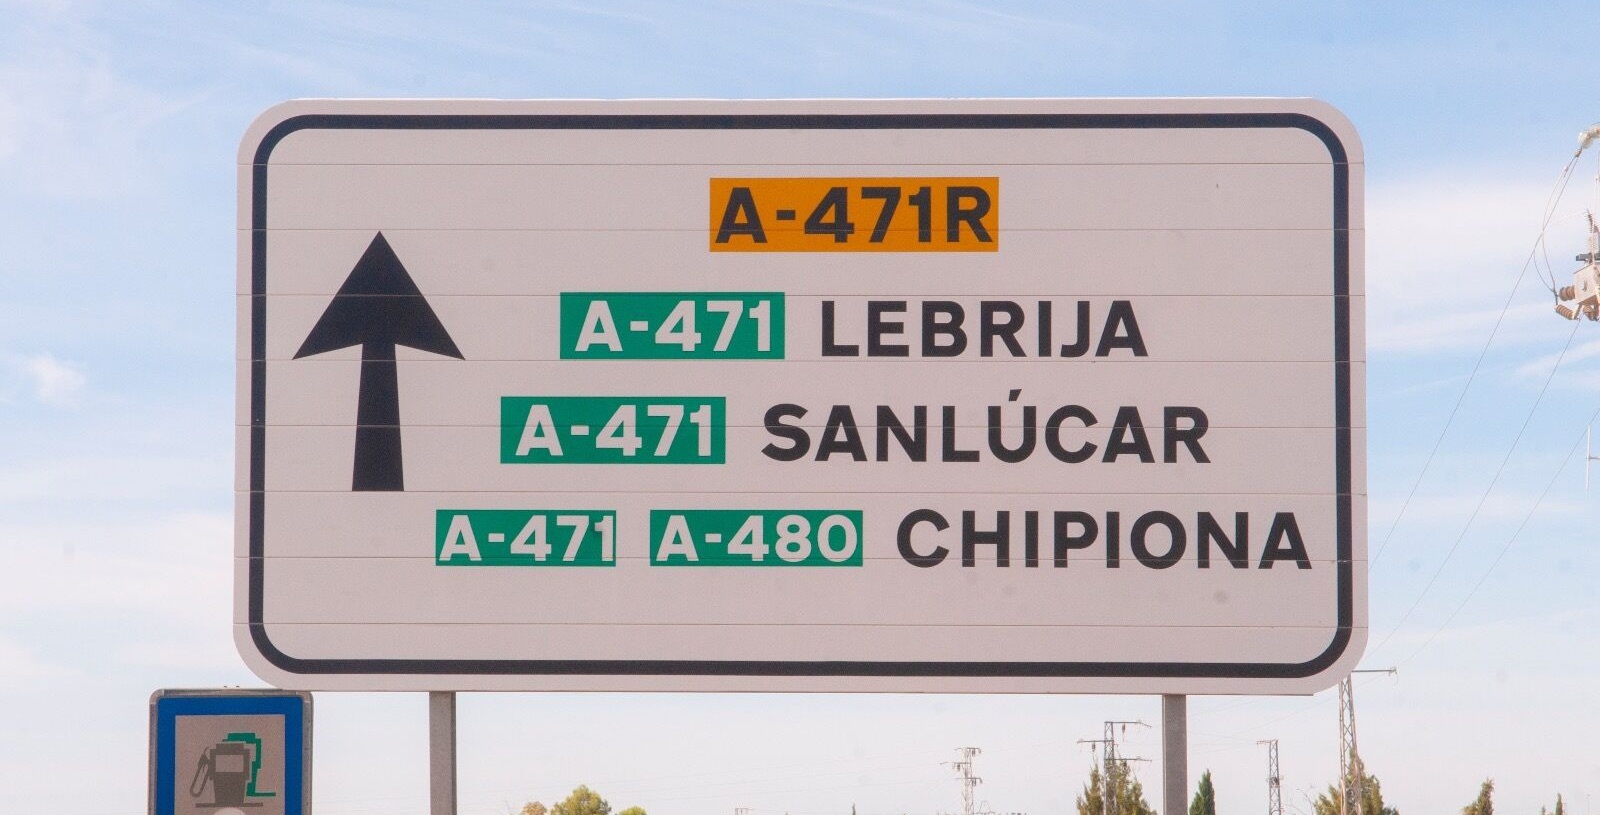 A-471R
A-471 LEBRIJA
A-471 SANLÚCAR
A-471 A-480 CHIPIONA